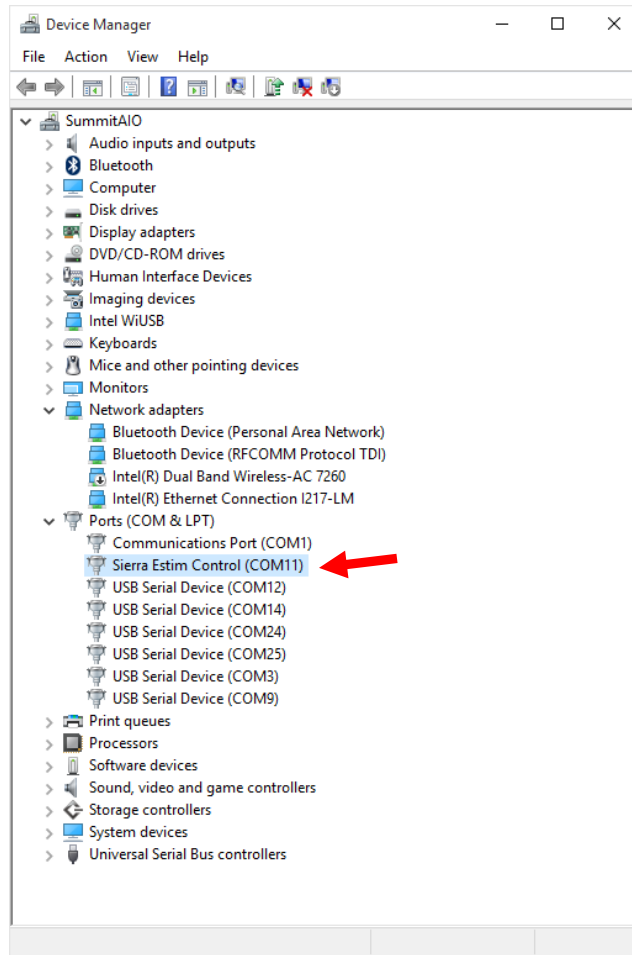 Device Manager
File Action View Help
SummitAIO
Audio inputs and outputs
Bluetooth
Computer
Disk drives
Display adapters
DVD/CD-ROM drives
Human Interface Devices
Imaging devices
Intel WiUSB
Keyboards
Mice and other pointing devices
Monitors
Network adapters
Bluetooth Device (Personal Area Network)
Bluetooth Device (RFCOMM Protocol TDI)
Intel(R) Dual Band Wireless-AC 7260
Intel(R) Ethernet Connection I217-LM
Ports (COM & LPT)
Communications Port (COM1)
Sierra Estim Control (COM11)
USB Serial Device (COM12)
USB Serial Device (COM14)
USB Serial Device (COM24)
USB Serial Device (COM25)
USB Serial Device (COM3)
USB Serial Device (COM9)
Print queues
Processors
Software devices
Sound, video and game controllers
Storage controllers
System devices
Universal Serial Bus controllers